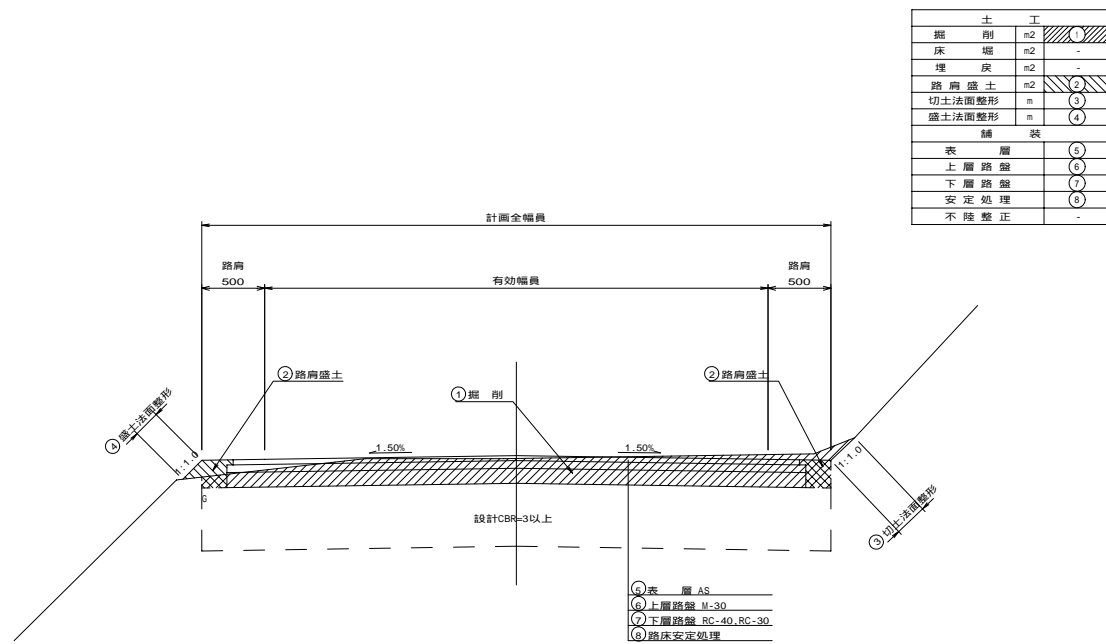 土 工
掘 削 m2 ①
床 堀 m2 -
埋 戻 m2 -
路 肩 盛 土 m2 ②
切土法面整形 m ③
盛土法面整形 m ④
舗 装
表 層 ⑤
上 層 路 盤 ⑥
下 層 路 盤 ⑦
安 定 処 理 ⑧
不 陸 整 正 -
計画全幅員
路肩
500
有効幅員
路肩
500
②路肩盛土
①掘 削
②路肩盛土
④盛土法面整形
1:1.0
1.50%
1.50%
1:1.0
③切土法面整形
G
設計CBR=3以上
⑤表 層 AS
⑥上層路盤 M-30
⑦下層路盤 RC-40,RC-30
⑧路床安定処理